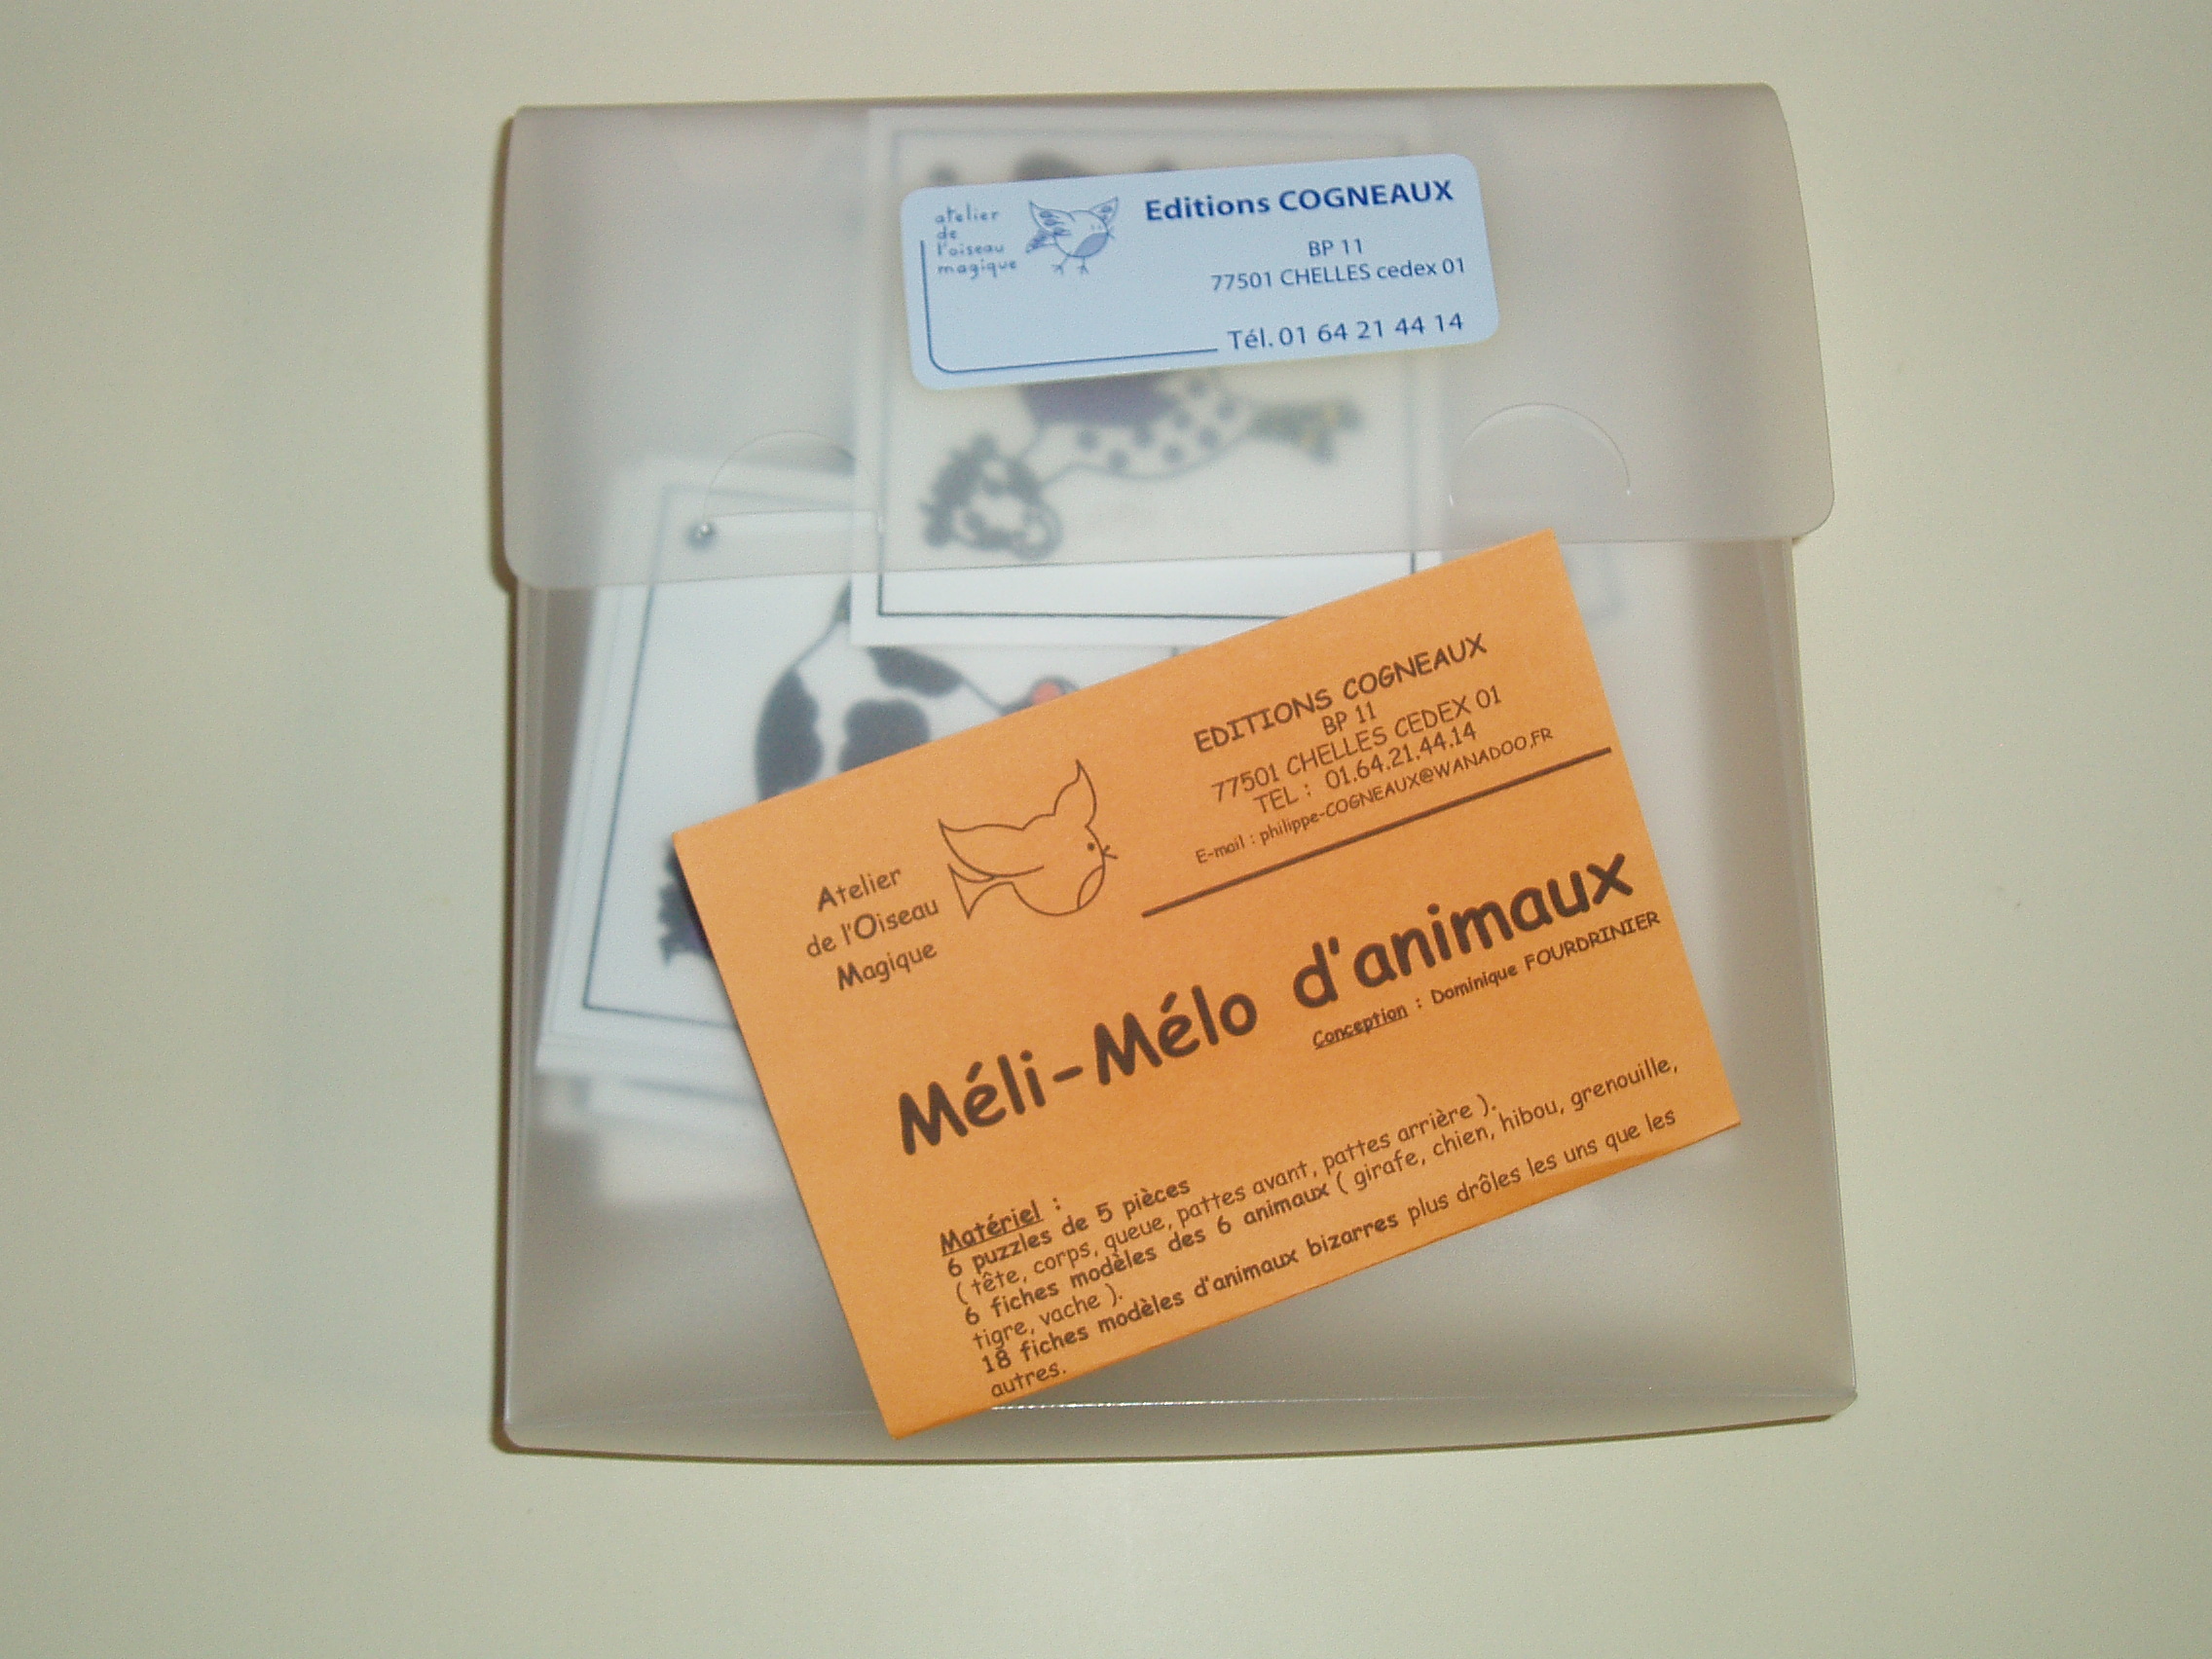 atelier
de
l'oiseau
magique
Editions COGNEAUX
BP 11
77501 CHELLES cedex 01
Tél. 01 64 21 44 14
EDITIONS COGNEAUX
BP 11
77501 CHELLES CEDEX 01
TEL : 01.64.21.44.14
E-mail : philippe-COGNEAUX@WANADOO.FR
Atelier
de l'Oiseau
Magique
Méli-Mélo d'animaux
Conception : Dominique FOURDRINIER
Matériel :
6 puzzles de 5 pièces
( tête, corps, queue, pattes avant, pattes arrière ).
6 fiches modèles des 6 animaux ( girafe, chien, hibou, grenouille,
tigre, vache ).
18 fiches modèles d'animaux bizarres plus drôles les uns que les
autres.